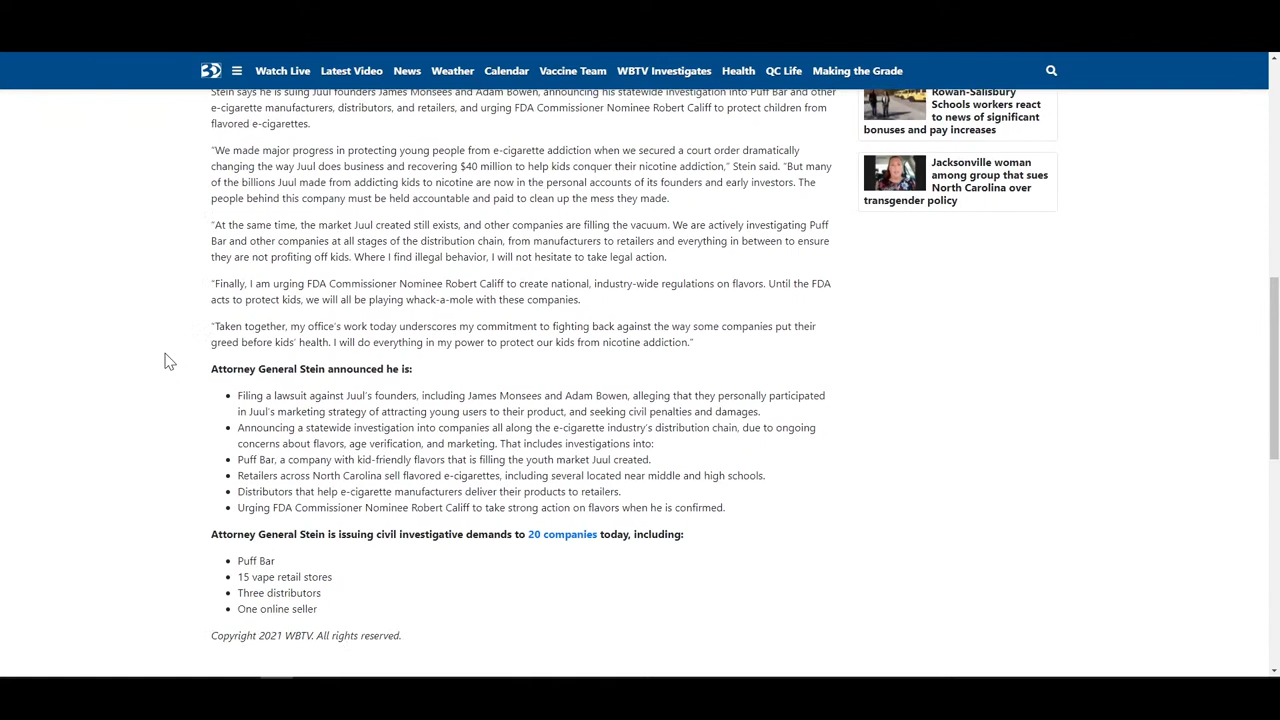 Watch Live Latest Video News Weather Calendar Vaccine Team WBTV Investigates Health QC Life Making the Grade
Stein says he is suing Juul founders James Monsees and Adam Bowen, announcing his statewide investigation into Puff Bar and other
e-cigarette manufacturers, distributors, and retailers, and urging FDA Commissioner Nominee Robert Califf to protect children from
flavored e-cigarettes.
“We made major progress in protecting young people from e-cigarette addiction when we secured a court order dramatically
changing the way Juul does business and recovering $40 million to help kids conquer their nicotine addiction,” Stein said. “But many
of the billions Juul made from addicting kids to nicotine are now in the personal accounts of its founders and early investors. The
people behind this company must be held accountable and paid to clean up the mess they made.
“At the same time, the market Juul created still exists, and other companies are filling the vacuum. We are actively investigating Puff
Bar and other companies at all stages of the distribution chain, from manufacturers to retailers and everything in between to ensure
they are not profiting off kids. Where I find illegal behavior, I will not hesitate to take legal action.
“Finally, I am urging FDA Commissioner Nominee Robert Califf to create national, industry-wide regulations on flavors. Until the FDA
acts to protect kids, we will all be playing whack-a-mole with these companies.
“Taken together, my office’s work today underscores my commitment to fighting back against the way some companies put their
greed before kids’ health. I will do everything in my power to protect our kids from nicotine addiction.”
Attorney General Stein announced he is:
• Filing a lawsuit against Juul’s founders, including James Monsees and Adam Bowen, alleging that they personally participated
in Juul’s marketing strategy of attracting young users to their product, and seeking civil penalties and damages.
• Announcing a statewide investigation into companies all along the e-cigarette industry’s distribution chain, due to ongoing
concerns about flavors, age verification, and marketing. That includes investigations into:
• Puff Bar, a company with kid-friendly flavors that is filling the youth market Juul created.
• Retailers across North Carolina sell flavored e-cigarettes, including several located near middle and high schools.
• Distributors that help e-cigarette manufacturers deliver their products to retailers.
• Urging FDA Commissioner Nominee Robert Califf to take strong action on flavors when he is confirmed.
Attorney General Stein is issuing civil investigative demands to 20 companies today, including:
• Puff Bar
• 15 vape retail stores
• Three distributors
• One online seller
Copyright 2021 WBTV. All rights reserved.
Rowan-Salisbury
Schools workers react
to news of significant
bonuses and pay increases
Jacksonville woman
among group that sues
North Carolina over
transgender policy